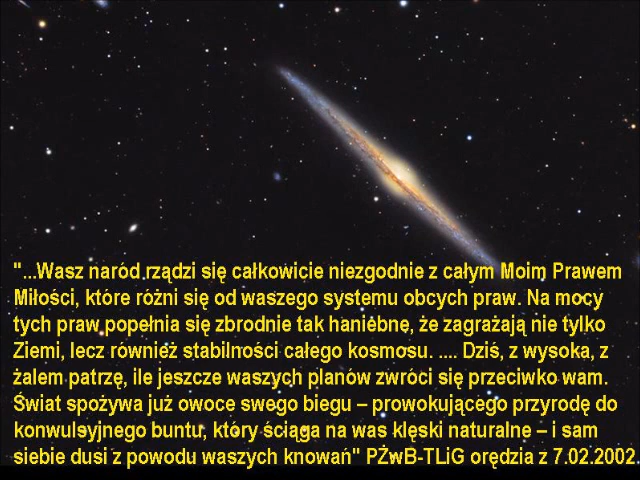 "...Wasz naród rządzi się całkowicie niezgodnie z całym Moim Prawem
Miłości, które różni się od waszego systemu obcych praw. Na mocy
tych praw popełnia się zbrodnie tak haniebne, że zagrażają nie tylko
Ziemi, lecz również stabilności całego kosmosu. .... Dziś, z wysoka, z
żalem patrzę, ile jeszcze waszych planów zwróci się przeciwko wam.
Świat spożywa już owoce swego biegu – prowokującego przyrodę do
konwulsyjnego buntu, który ściąga na was klęski naturalne – i sam
siebie dusi z powodu waszych knowań" PŻwB-TLiG orędzia z 7.02.2002.